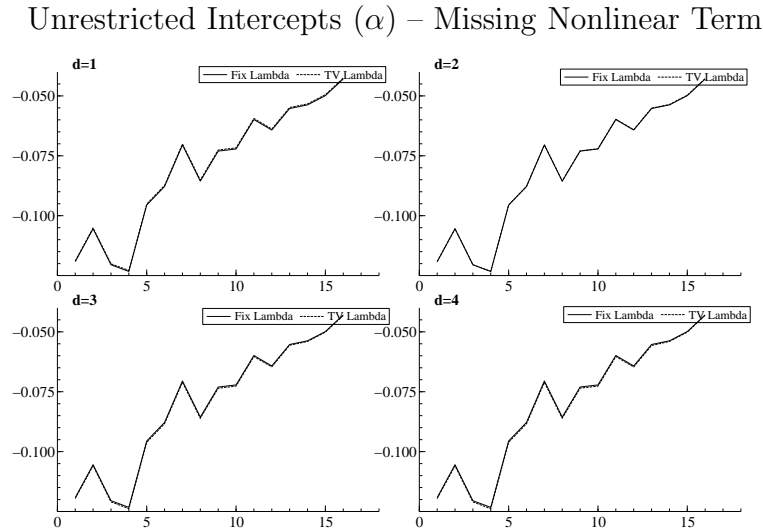 Unrestricted Intercepts (α) – Missing Nonlinear Term
d=1
Fix Lambda TV Lambda
−0.050
−0.075
−0.100
0 5 10 15
d=2
Fix Lambda TV Lambda
−0.050
−0.075
−0.100
0 5 10 15
d=3
Fix Lambda TV Lambda
−0.050
−0.075
−0.100
0 5 10 15
d=4
Fix Lambda TV Lambda
−0.050
−0.075
−0.100
0 5 10 15